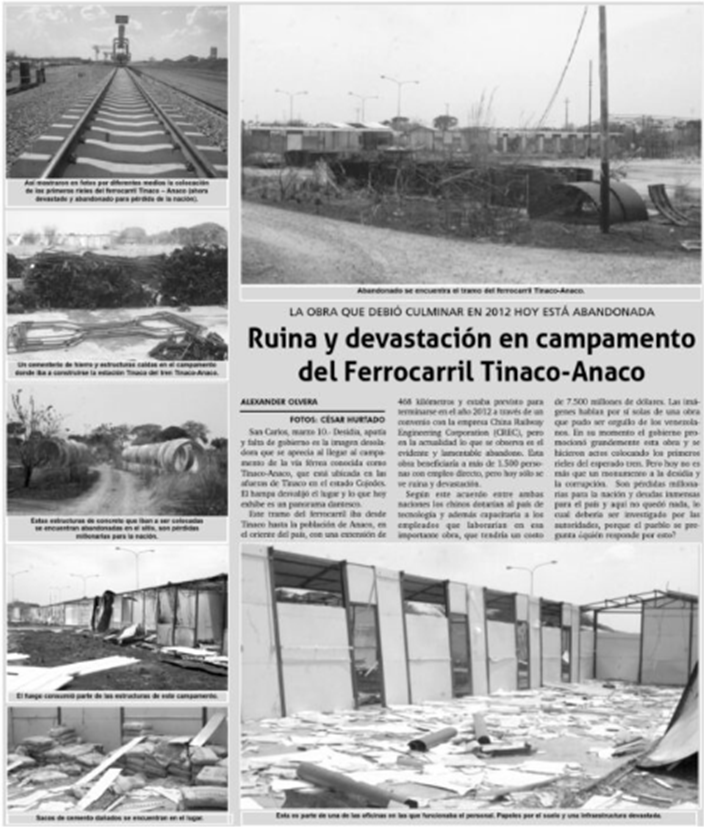 Así mostraron en fotos por diferentes medios la colocación
de los primeros rieles del ferrocarril Tinaco – Anaco (ahora
devastado y abandonado para pérdida de la nación).
Un cementerio de hierro y estructuras caídas en el campamento
donde iba a construirse la estación Tinaco del tren Tinaco-Anaco.
Estas estructuras de concreto que iban a ser colocadas
se encuentran abandonadas en el sitio, son pérdidas
millonarias para la nación.
El fuego consumió parte de las estructuras de este campamento.
Sacos de cemento dañados se encuentran en el lugar.
Abandonado se encuentra el tramo del ferrocarril Tinaco-Anaco.
LA OBRA QUE DEBIÓ CULMINAR EN 2012 HOY ESTÁ ABANDONADA
Ruina y devastación en campamento
del Ferrocarril Tinaco-Anaco
ALEXANDER OLVERA
FOTOS: CÉSAR HURTADO
San Carlos, marzo 10.- Desidia, apatía
y falto de gobierno es la imagen desola-
dora que se aprecia al llegar al campa-
mento de la vía férrea conocida como
Tinaco-Anaco, que está ubicada en las
afueras de Tinaco en el estado Cojedes.
El hampa desvalijó el lugar y lo que hoy
exhibe es un panorama dantesco.
Este tramo del ferrocarril iba desde
Tinaco hasta la población de Anaco, en
el oriente del país, con una extensión de
468 kilómetros y estaba previsto para
terminarse en el año 2012 a través de un
convenio con la empresa China Railway
Engineering Corporation (CREC), pero
en la actualidad lo que se observa es el
evidente y lamentable abandono. Esta
obra beneficiaría a más de 1.500 perso-
nas con empleo directo, pero hoy sólo se
ve ruina y devastación.
Según este acuerdo entre ambas
naciones los chinos dotarían al país de
tecnología y además capacitaría a los
empleados que laborarían en esa
importante obra, que tendría un costo
de 7.500 millones de dólares. Las imá-
genes hablan por sí solas de una obra
que pudo ser orgullo de los venezola-
nos. En su momento el gobierno pro-
mocionó grandemente esta obra y se
hicieron actos colocando los primeros
rieles del esperado tren. Pero hoy no es
más que un monumento a la desidia y
la corrupción. Son pérdidas millona-
rias para la nación y deudas inmensas
para el país y aquí no quedó nada, lo
cual debería ser investigado por las
autoridades, porque el pueblo se pre-
gunta ¿quién responde por esto?
Esta es parte de una de las oficinas en las que funcionaba el personal. Papeles por el suelo y una infraestructura devastada.